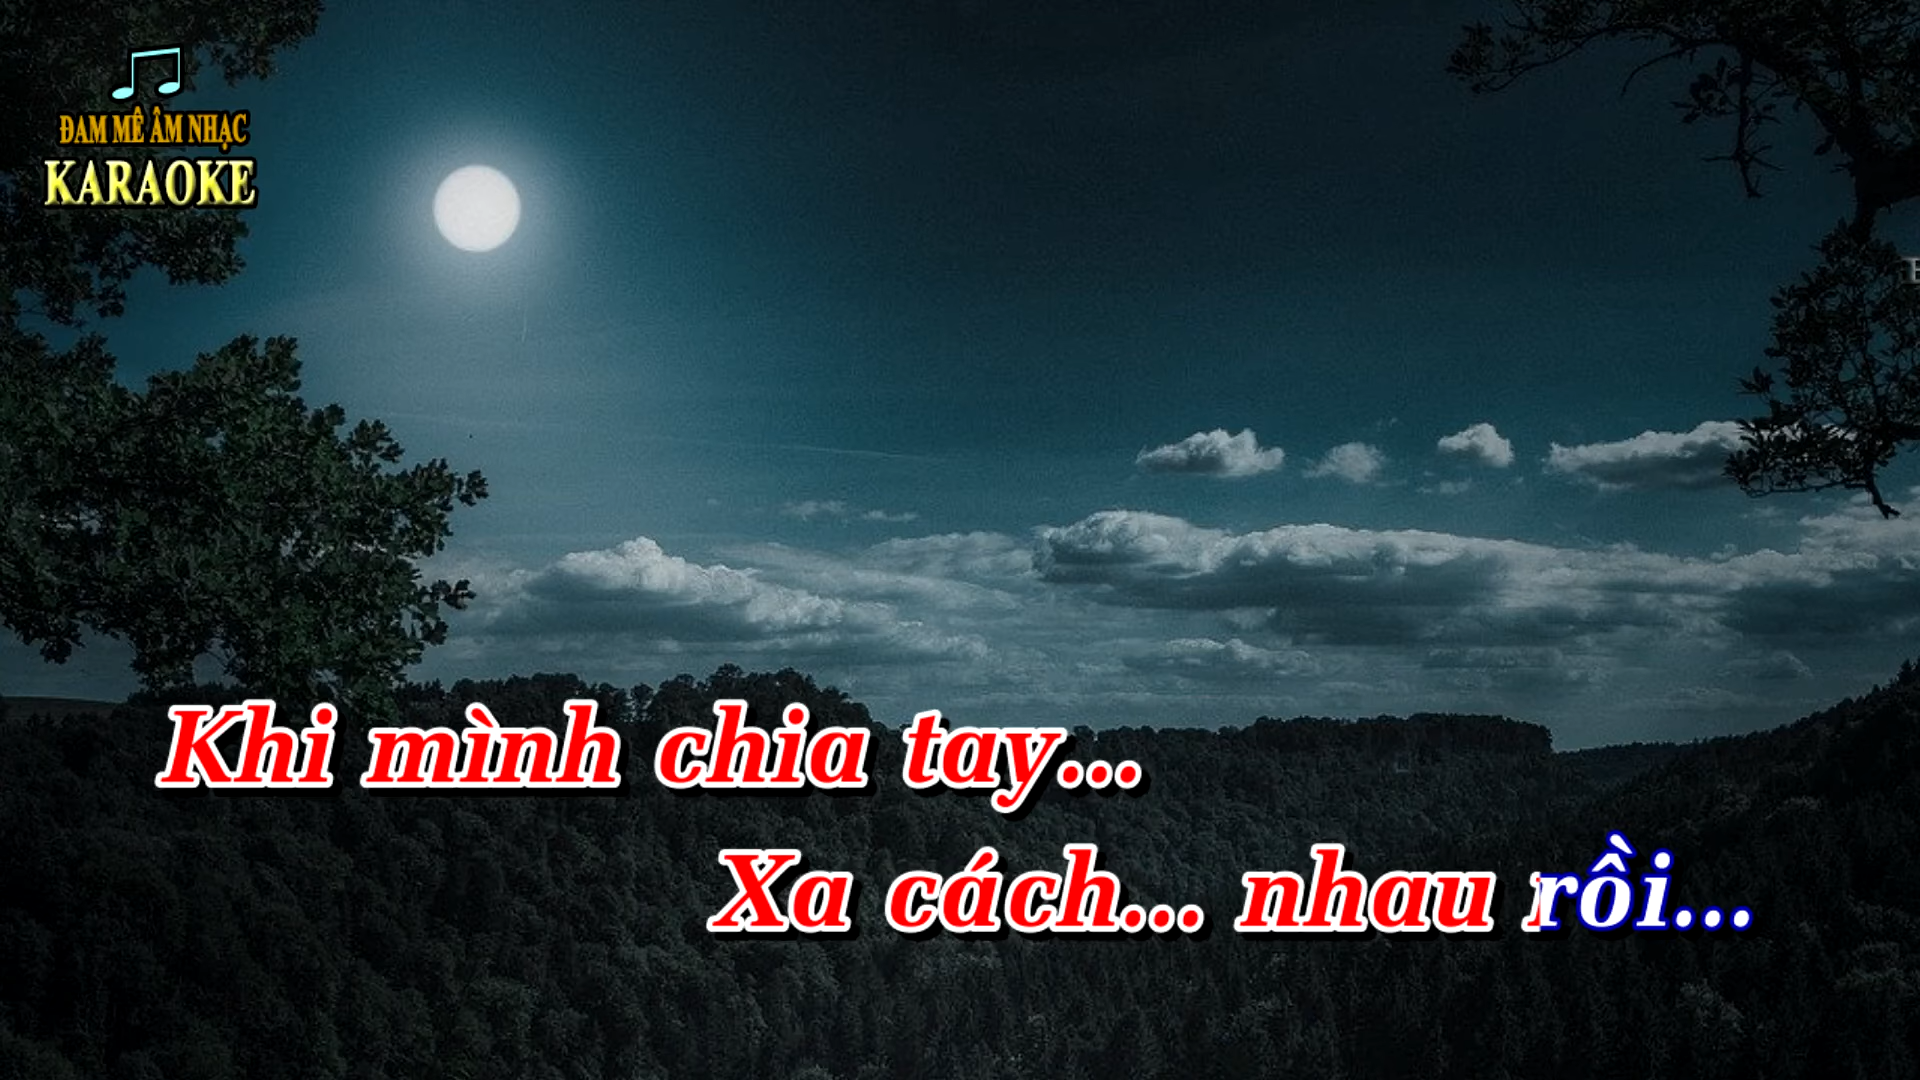 ĐAM MÊ ÂM NHẠC
KARAOKE
Khi mình chia tay...
Xa cách... nhau rồi...